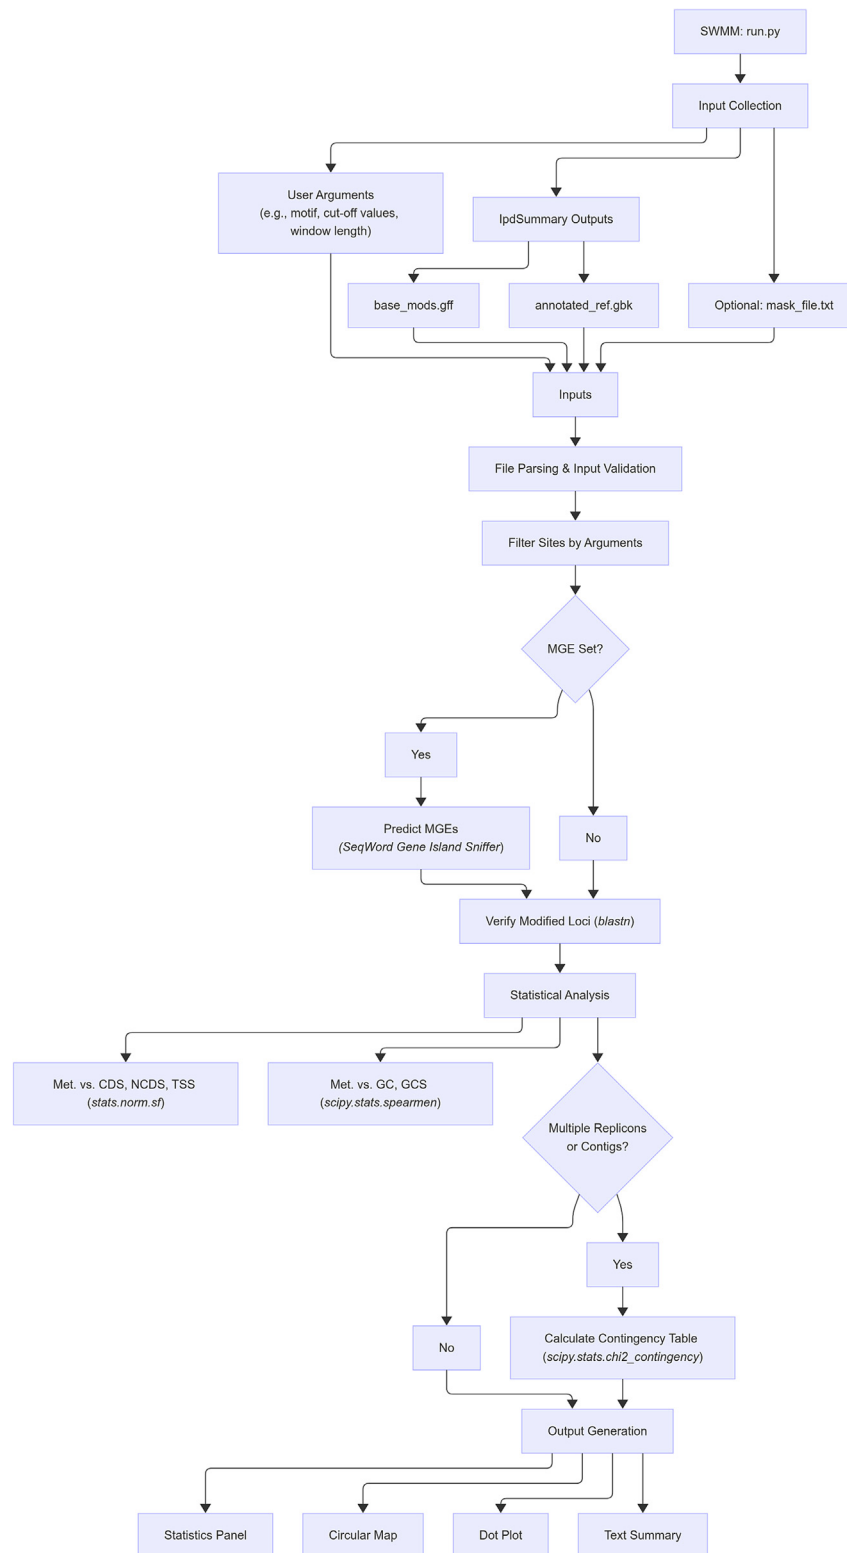 SWMM: run.py
Input Collection
User Arguments
(e.g., motif, cut-off values,
window length)
IpdSummary Outputs
base_mods.gff
annotated_ref.gbk
Optional: mask_file.txt
Inputs
File Parsing & Input Validation
Filter Sites by Arguments
MGE Set?
Yes
Predict MGEs
(SeqWord Gene Island Sniffer)
No
Verify Modified Loci (blastn)
Statistical Analysis
Met. vs. CDS, NCDS, TSS
(stats.norm.sf)
Met. vs. GC, GCS
(scipy.stats.spearmen)
Multiple Replicons
or Contigs?
Yes
No
Calculate Contingency Table
(scipy.stats.chi2_contingency)
Output Generation
Statistics Panel
Circular Map
Dot Plot
Text Summary